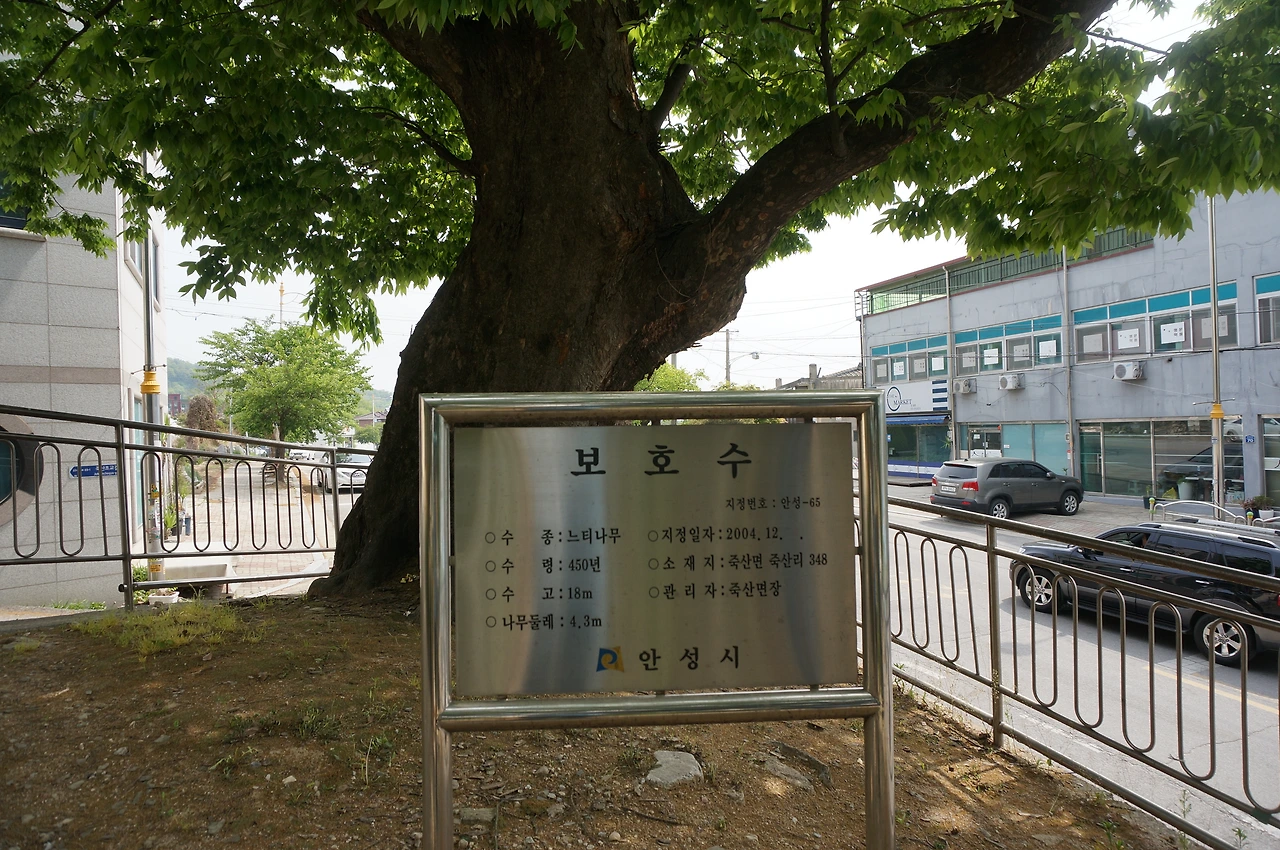 보 호 수
지정번호 : 안성-65
○ 수 종 : 느티나무 ○ 지정일자 : 2004. 12. .
○ 수 령 : 450년 ○ 소 재 지 : 죽산면 죽산리 348
○ 수 고 : 18m ○ 관 리 자 : 죽산면장
○ 나무둘레 : 4.3m
안 성 시
MARKET